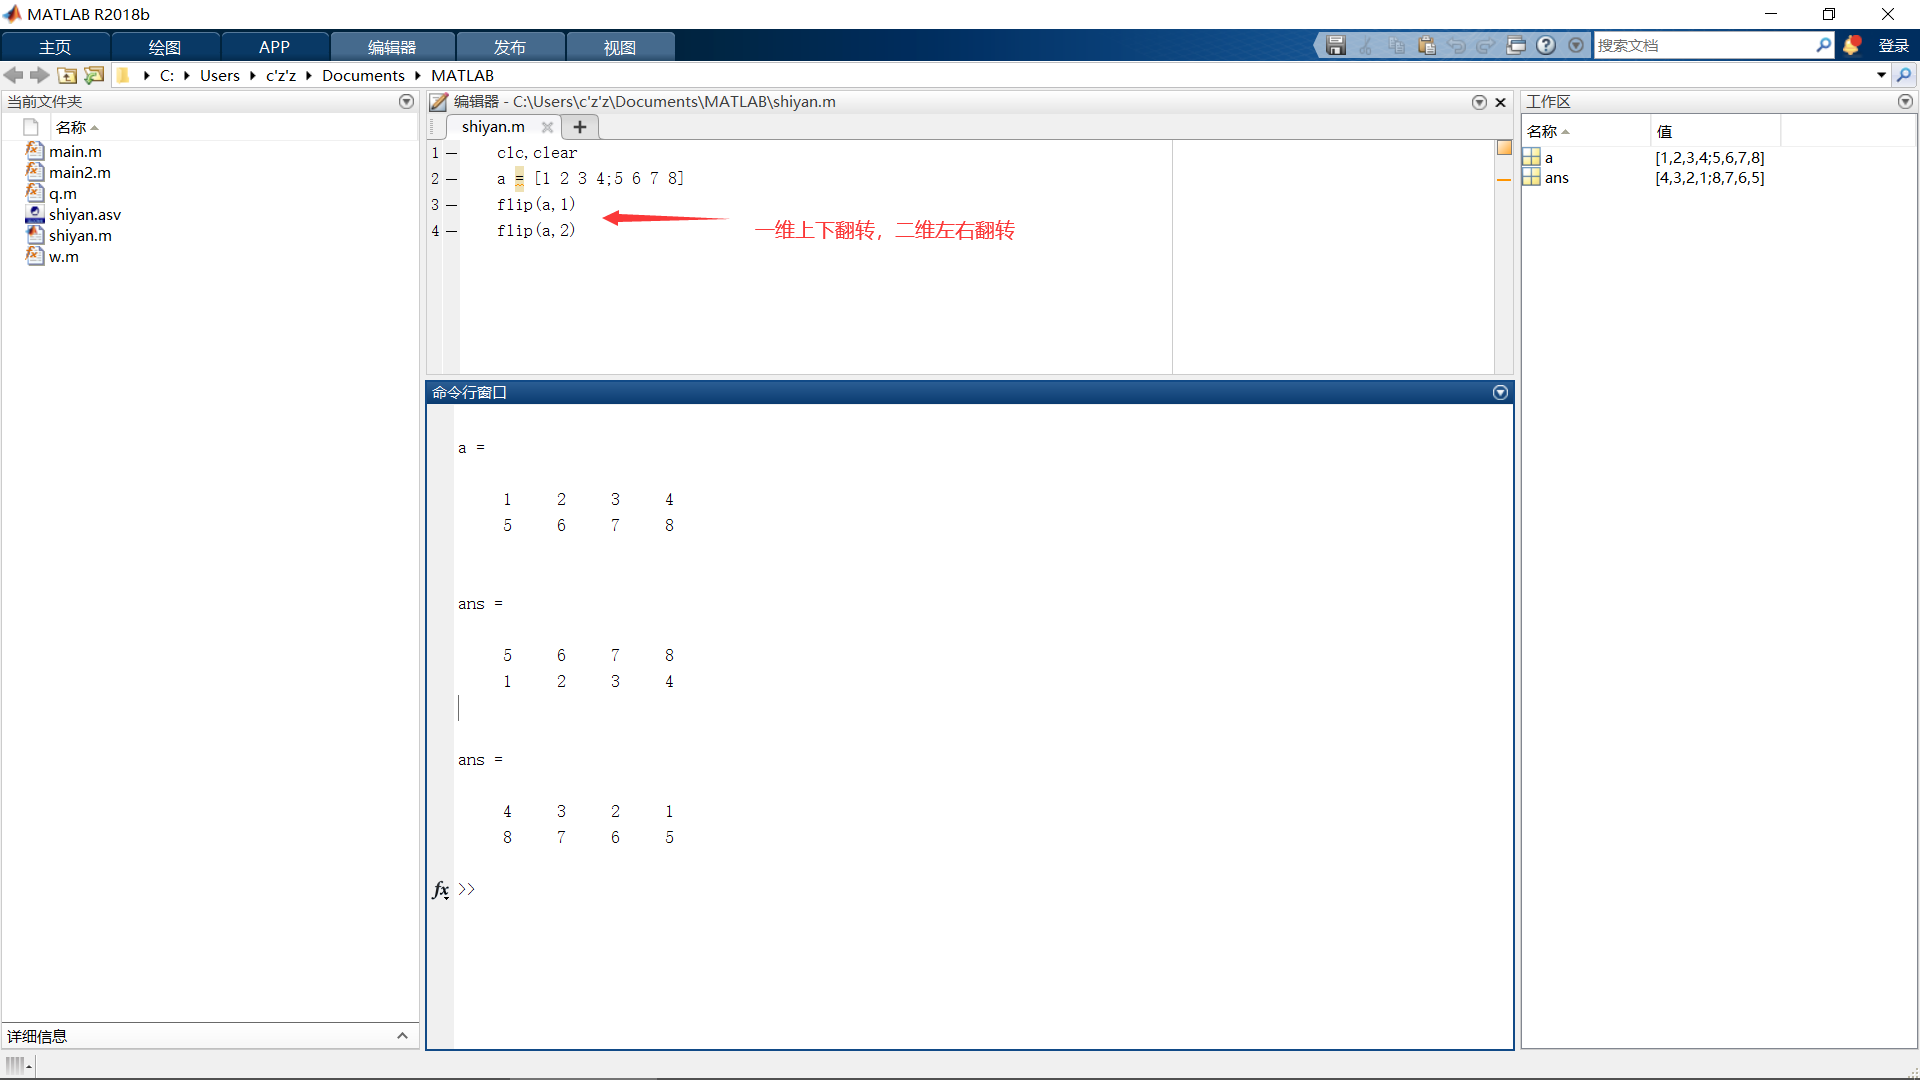 MATLAB R2018b
主页 绘图 APP 编辑器 发布 视图 搜索文档 登录
C: Users c'z'z Documents MATLAB
当前文件夹
名称
main.m
main2.m
q.m
shiyan.asv
shiyan.m
w.m
详细信息
编辑器 - C:\Users\c'z'z\Documents\MATLAB\shiyan.m
shiyan.m
1 — clc,clear
2 — a = [1 2 3 4;5 6 7 8]
3 — flip(a,1)
4 — flip(a,2)
一维上下翻转，二维左右翻转
命令行窗口
a =
1 2 3 4
5 6 7 8
ans =
5 6 7 8
1 2 3 4
ans =
4 3 2 1
8 7 6 5
fx >>
工作区
名称 值
a [1,2,3,4;5,6,7,8]
ans [4,3,2,1;8,7,6,5]